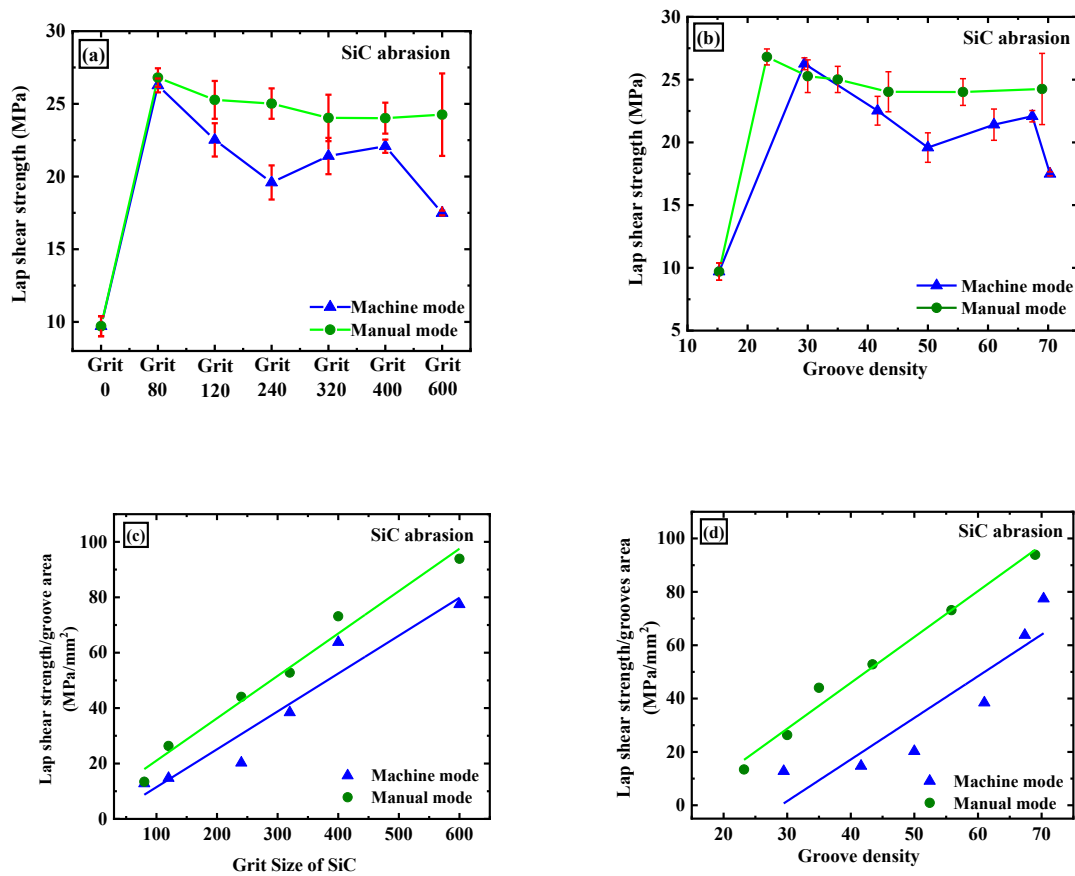 (a)
SiC abrasion
30
25
20
15
10
Lap shear strength (MPa)
Machine mode
Manual mode
Grit Grit Grit Grit Grit Grit Grit
0 80 120 240 320 400 600
(b)
SiC abrasion
30
25
20
15
10
5
Lap shear strength (MPa)
Machine mode
Manual mode
10 20 30 40 50 60 70
Groove density
(c)
SiC abrasion
100
80
60
40
20
0
Lap shear strength/groove area
(MPa/mm²)
Machine mode
Manual mode
100 200 300 400 500 600
Grit Size of SiC
(d)
SiC abrasion
100
80
60
40
20
0
Lap shear strength/grooves area
(MPa/mm²)
Machine mode
Manual mode
20 30 40 50 60 70
Groove density